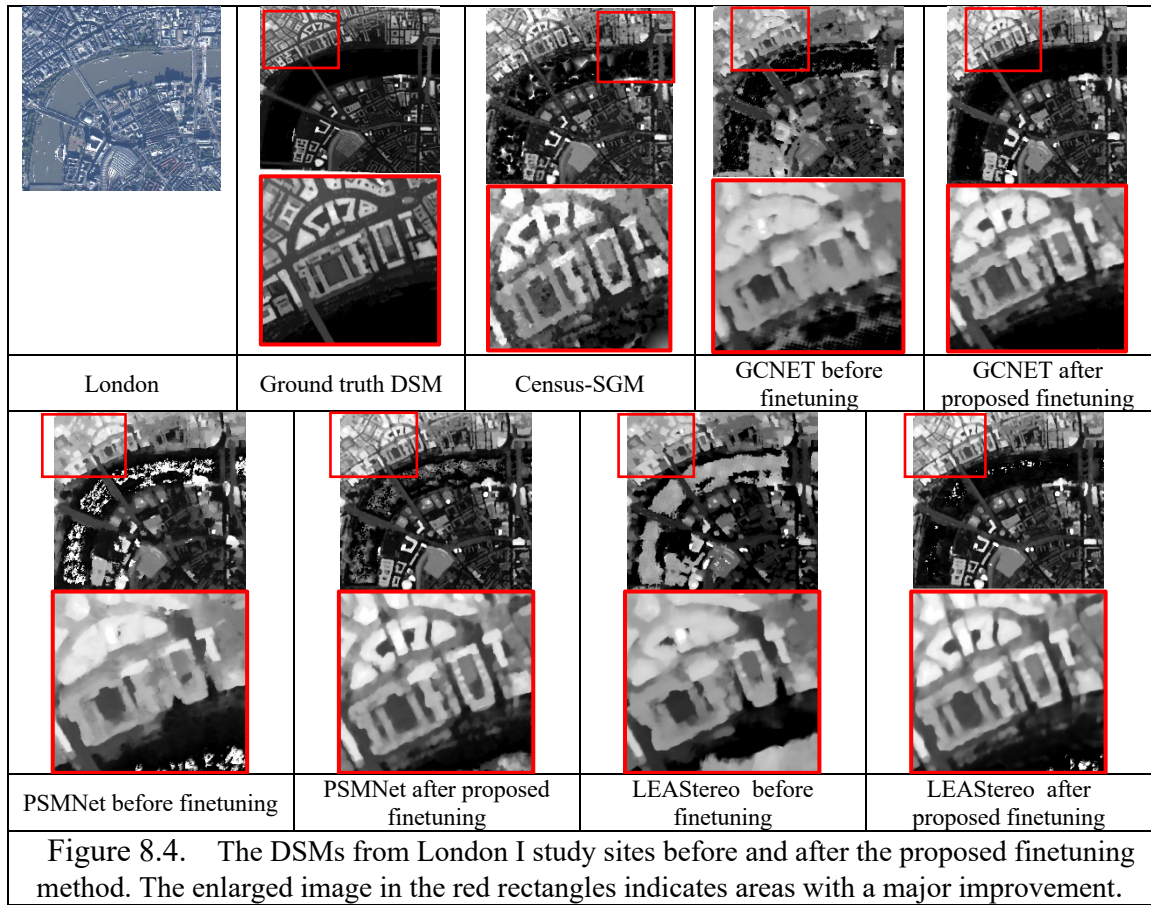 London
Ground truth DSM
Census-SGM
GCNET before
finetuning
GCNET after
proposed finetuning
PSMNet before finetuning
PSMNet after proposed
finetuning
LEAStereo before
finetuning
LEAStereo after
proposed finetuning
Figure 8.4. The DSMs from London I study sites before and after the proposed finetuning
method. The enlarged image in the red rectangles indicates areas with a major improvement.